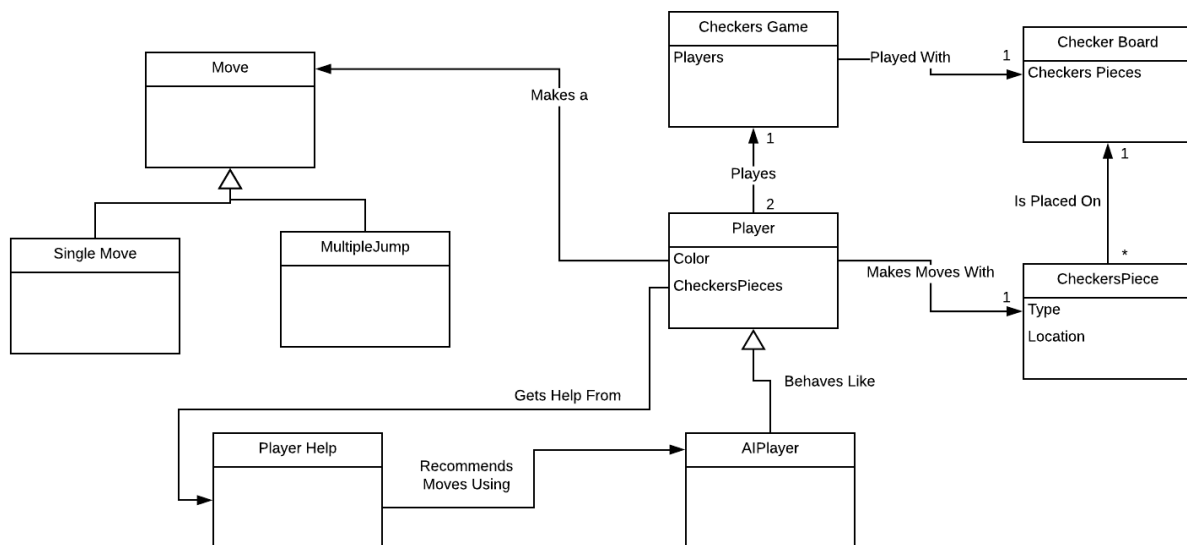 Checkers Game
Players
Checker Board
Checkers Pieces
Move
Played With
1
Makes a
1
1
Playes
2
Is Placed On
Player
Color
CheckersPieces
Single Move
MultipleJump
Makes Moves With
1
*
CheckersPiece
Type
Location
Behaves Like
Gets Help From
Player Help
Recommends
Moves Using
AIPlayer